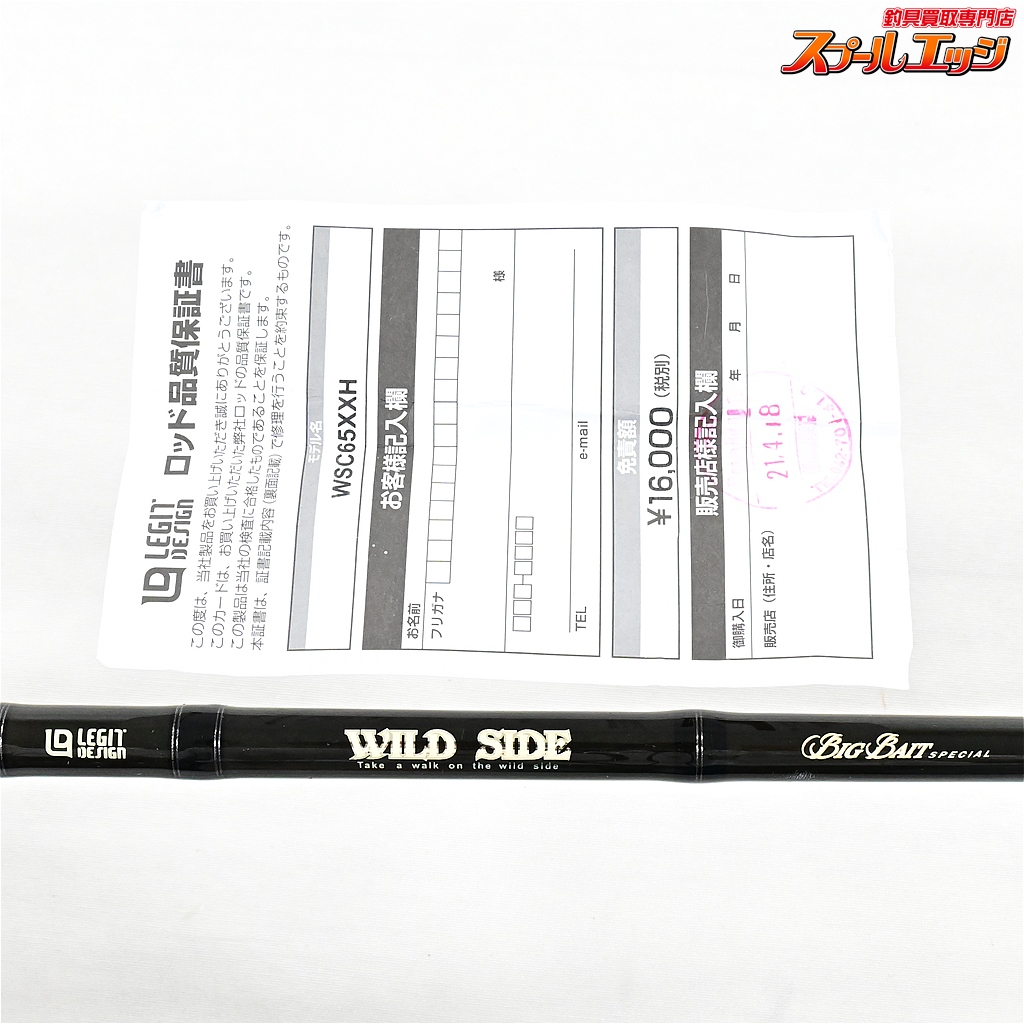 釣具買取専門店
スプールエッジ
LEGIT DESIGN ロッド品質保証書
この度は、当社製品をお買い上げいただき誠にありがとうございます。
このカードは、お買い上げいただいた弊社ロッドの品質保証書です。
この製品は当社の検査に合格したものであることを保証します。
本証書は、証書記載内容(裏面記載)で修理を行うことを約束するものです。
モデル名
WSC65XXH
お客様記入欄
お名前
フリガナ
様
TEL
e-mail
免責額
¥16,000(税別)
販売店様記入欄
御購入日 年 月 日
販売店(住所・店名)
21.4.18
LEGIT DESIGN
WILD SIDE
Take a walk on the wild side
BIG BAIT SPECIAL